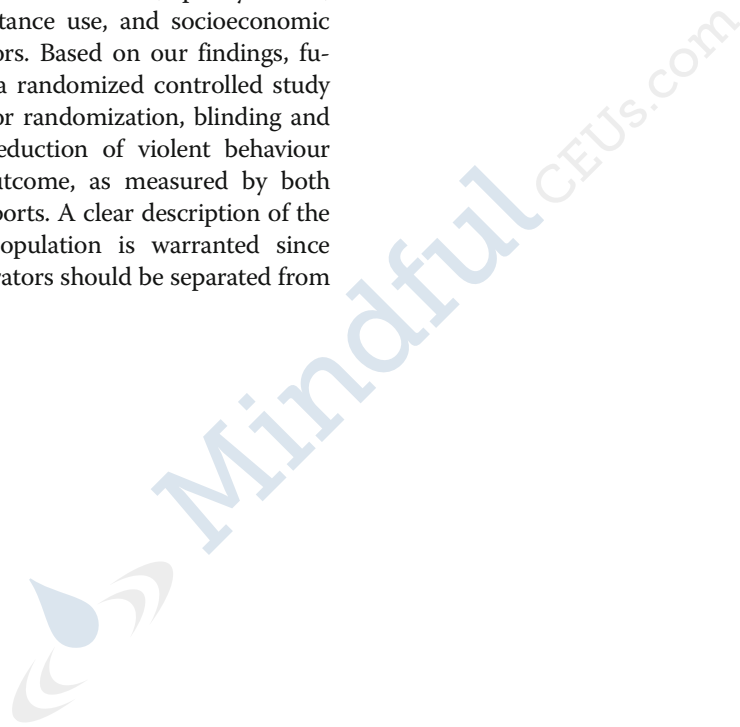 tance use, and socioeconomic
ors. Based on our findings, fu-
a randomized controlled study
or randomization, blinding and
eduction of violent behaviour
utcome, as measured by both
ports. A clear description of the
opulation is warranted since
rators should be separated from
Mindful CEUs.com